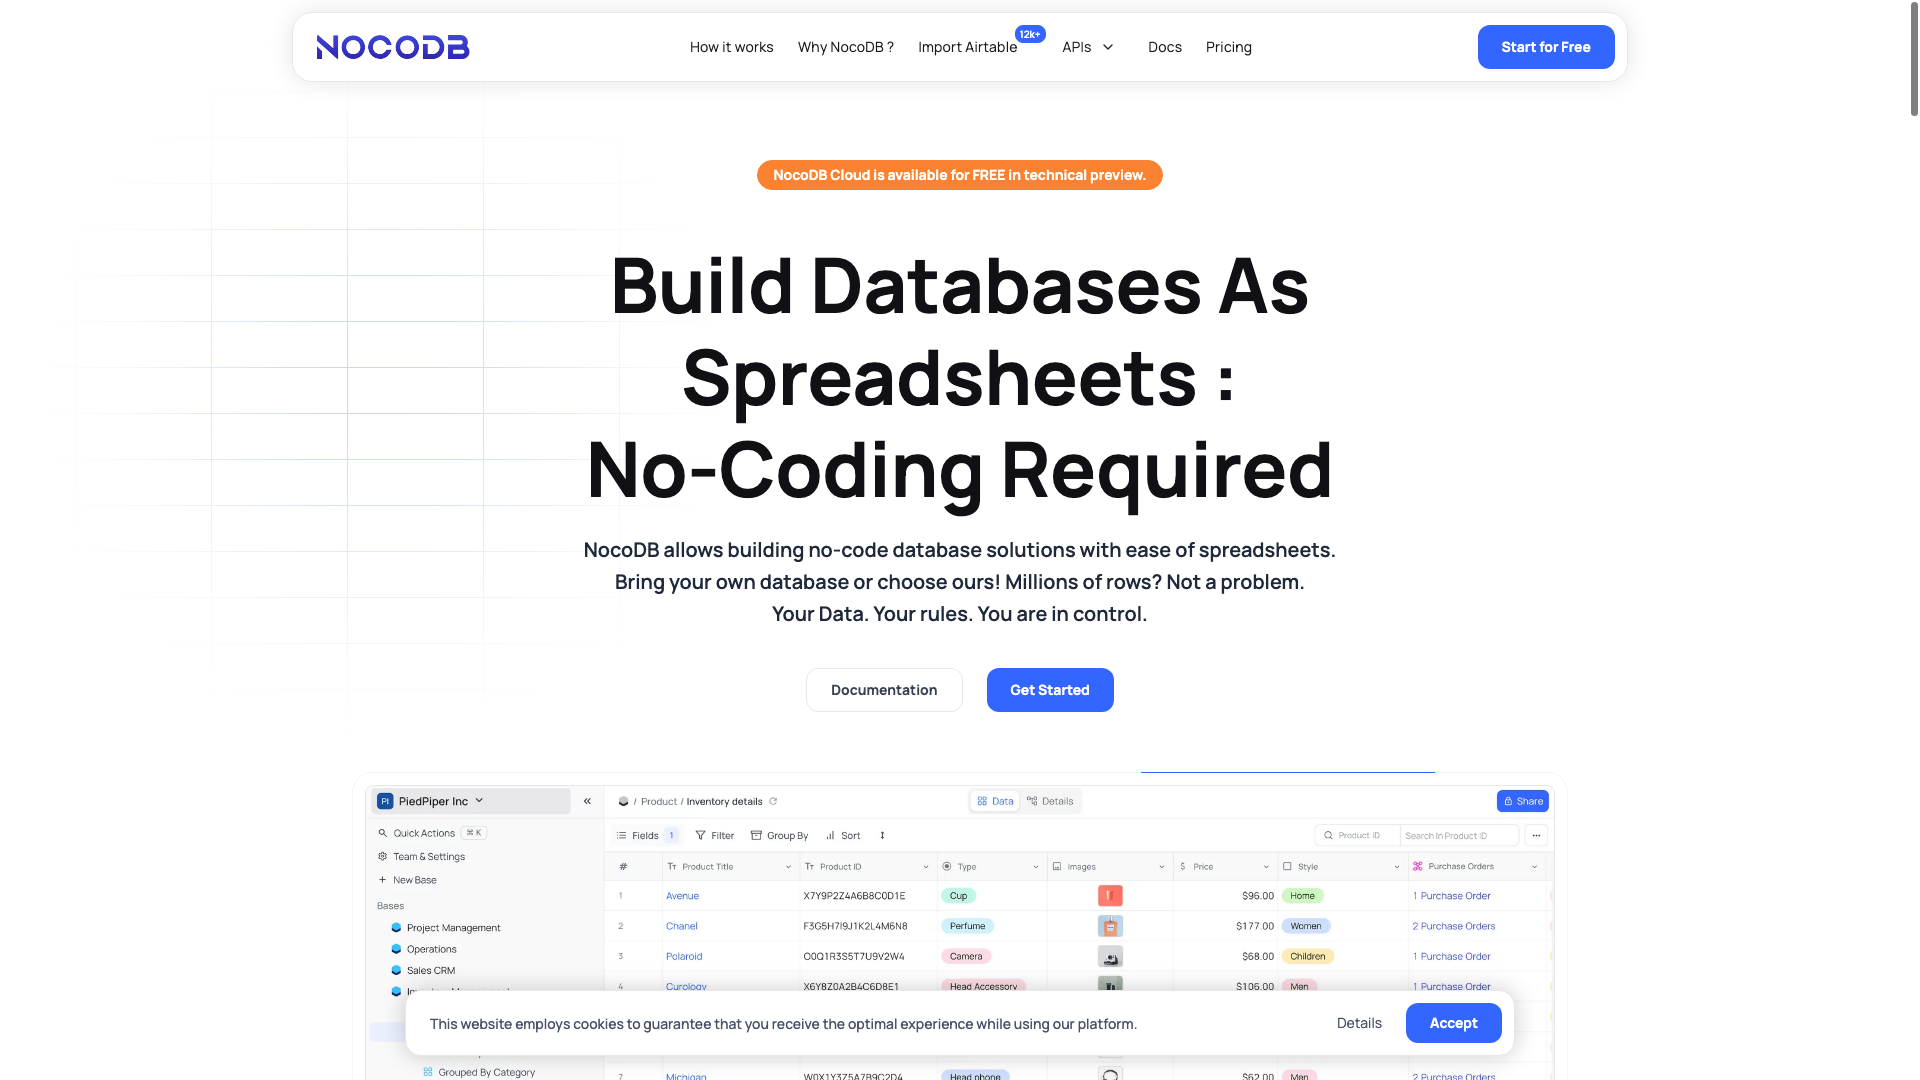 NOCODB
How it works
Why NocoDB ?
Import Airtable
12k+
APIs
Docs
Pricing
Start for Free
NocoDB Cloud is available for FREE in technical preview.
Build Databases As
Spreadsheets :
No-Coding Required
NocoDB allows building no-code database solutions with ease of spreadsheets.
Bring your own database or choose ours! Millions of rows? Not a problem.
Your Data. Your rules. You are in control.
Documentation
Get Started
PI PiedPiper Inc
/ Product / Inventory details
Data
Details
Share
Quick Actions ⌘ K
Fields 1
Filter
Group By
Sort
Product ID
Search in Product ID
Team & Settings
New Base
# Product Title Product ID Type Images $ Price Style Purchase Orders
1 Avenue X7Y9P2Z4A6B8C0D1E Cup $96.00 Home 1 Purchase Order
Bases
2 Chanel F3G5H7I9J1K2L4M6N8 Perfume $177.00 Women 2 Purchase Orders
Project Management
Operations
3 Polaroid O0Q1R3S5T7U9V2W4 Camera $68.00 Children 1 Purchase Order
Sales CRM
4 Curology X6Y8Z0A2B4C6D8E1 Head Accessory $106.00 Men 1 Purchase Order
This website employs cookies to guarantee that you receive the optimal experience while using our platform.
Details
Accept
Grouped By Category
7 Michigan W0X1Y3Z5A7B9C2D4 Head phone $62.00 Men 2 Purchase Orders